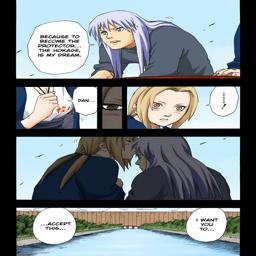 BECAUSE TO
BECOME THE
PROTECTOR...
THE HOKAGE,
IS MY DREAM.
.......
DAN...
I WANT
YOU
TO...
...ACCEPT
THIS...